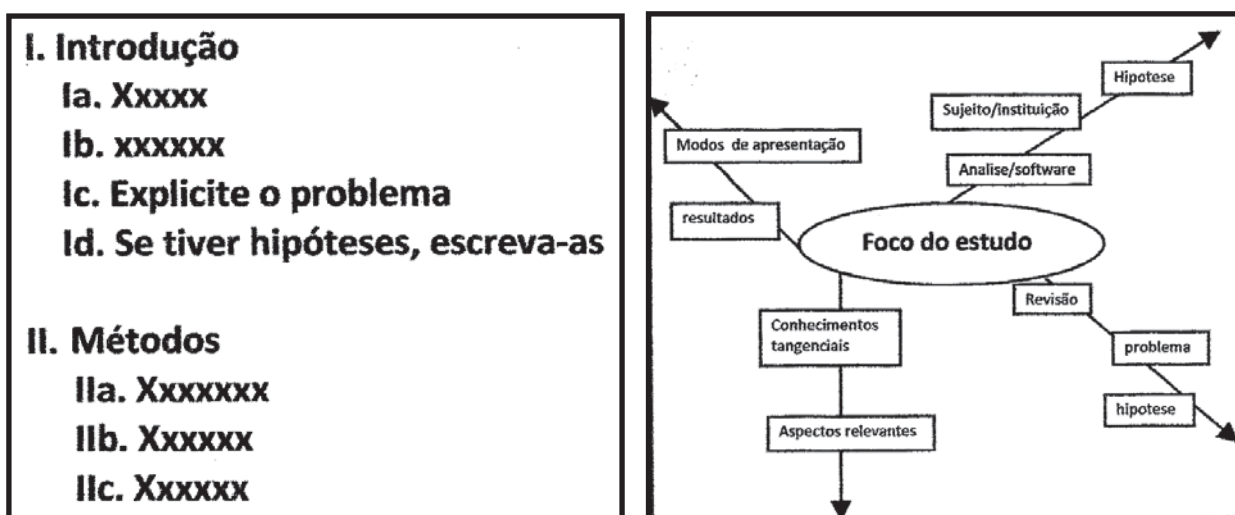 I. Introdução
Ia. Xxxxx
Ib. xxxxxx
Ic. Explicite o problema
Id. Se tiver hipóteses, escreva-as
II. Métodos
IIa. Xxxxxxx
IIb. Xxxxxx
IIc. Xxxxxx
Hipotese
Sujeito/instituição
Modos de apresentação
Analise/software
resultados
Foco do estudo
Revisão
Conhecimentos
tangenciais
problema
hipotese
Aspectos relevantes